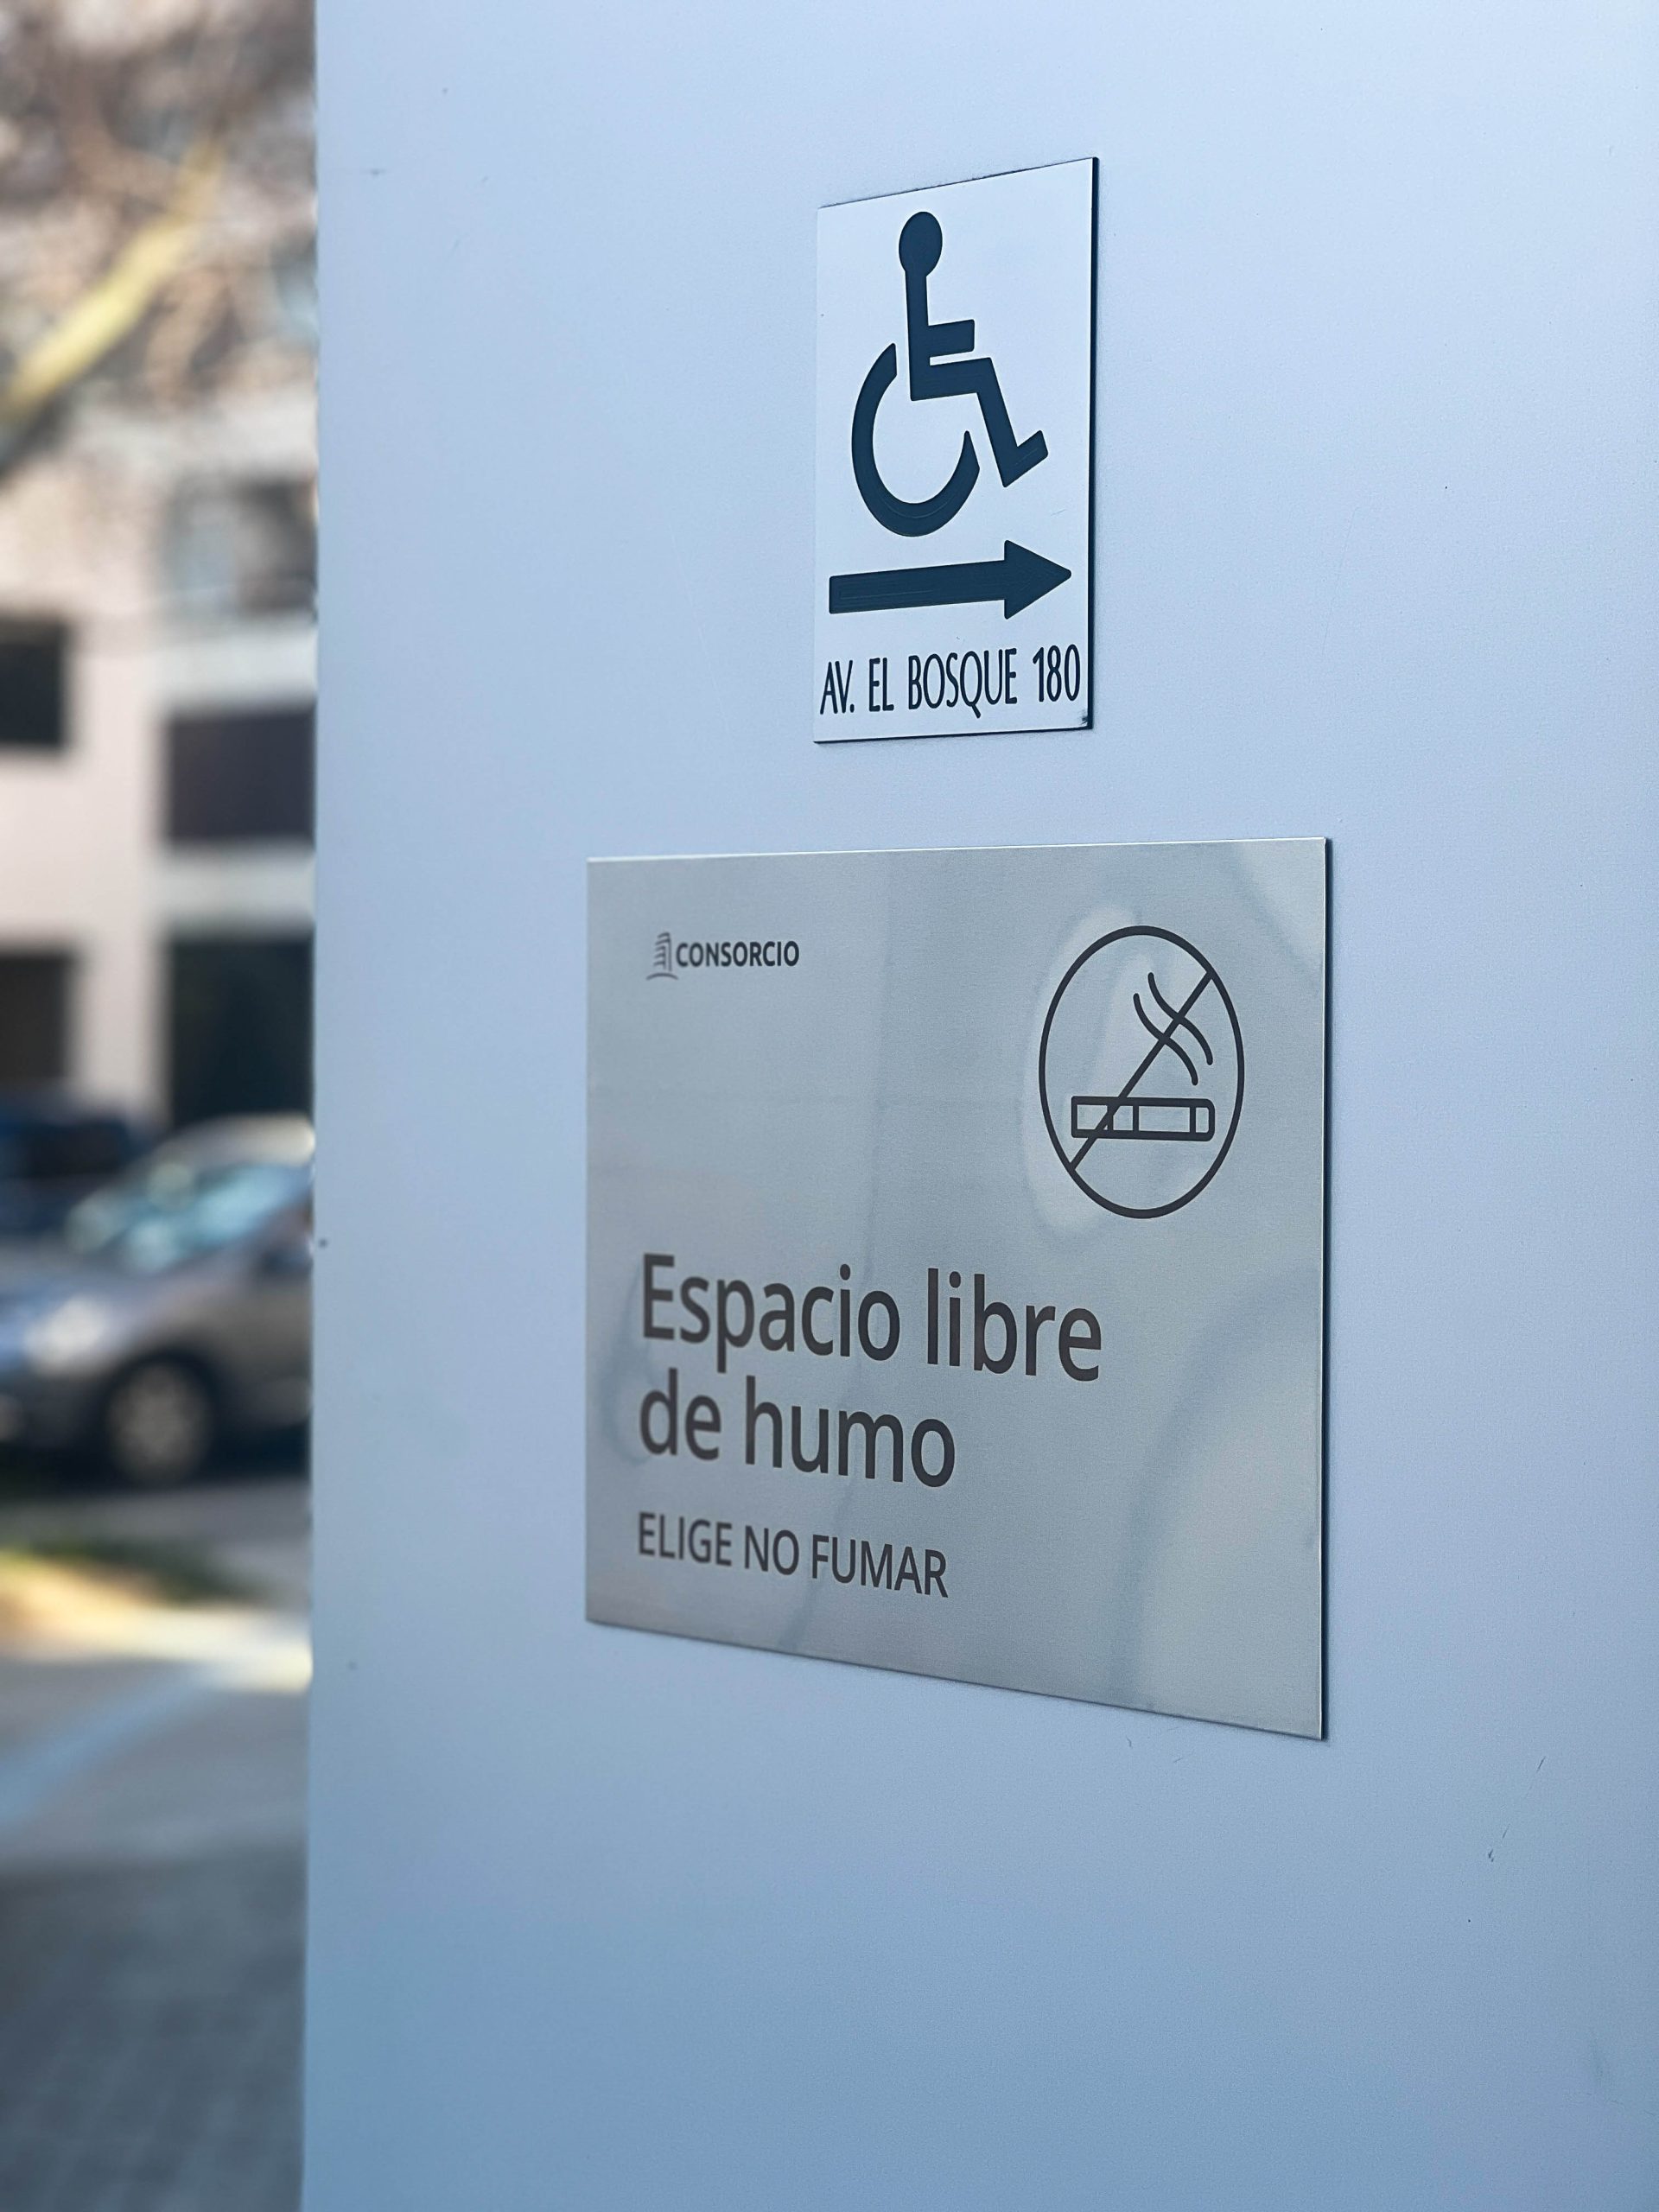 AV. EL BOSQUE 180
CONSORCIO
Espacio libre
de humo
ELIGE NO FUMAR